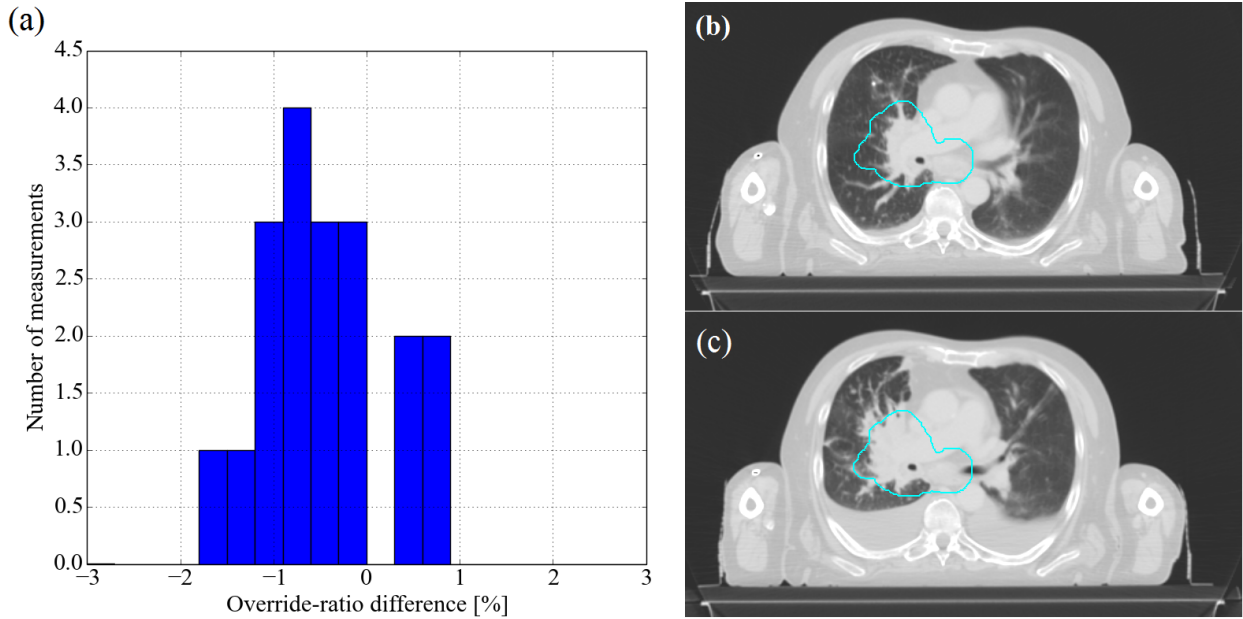 (a)
4.5
4.0
3.5
3.0
2.5
2.0
1.5
1.0
0.5
0.0
Number of measurements
−3 −2 −1 0 1 2 3
Override-ratio difference [%]
(b)
(c)